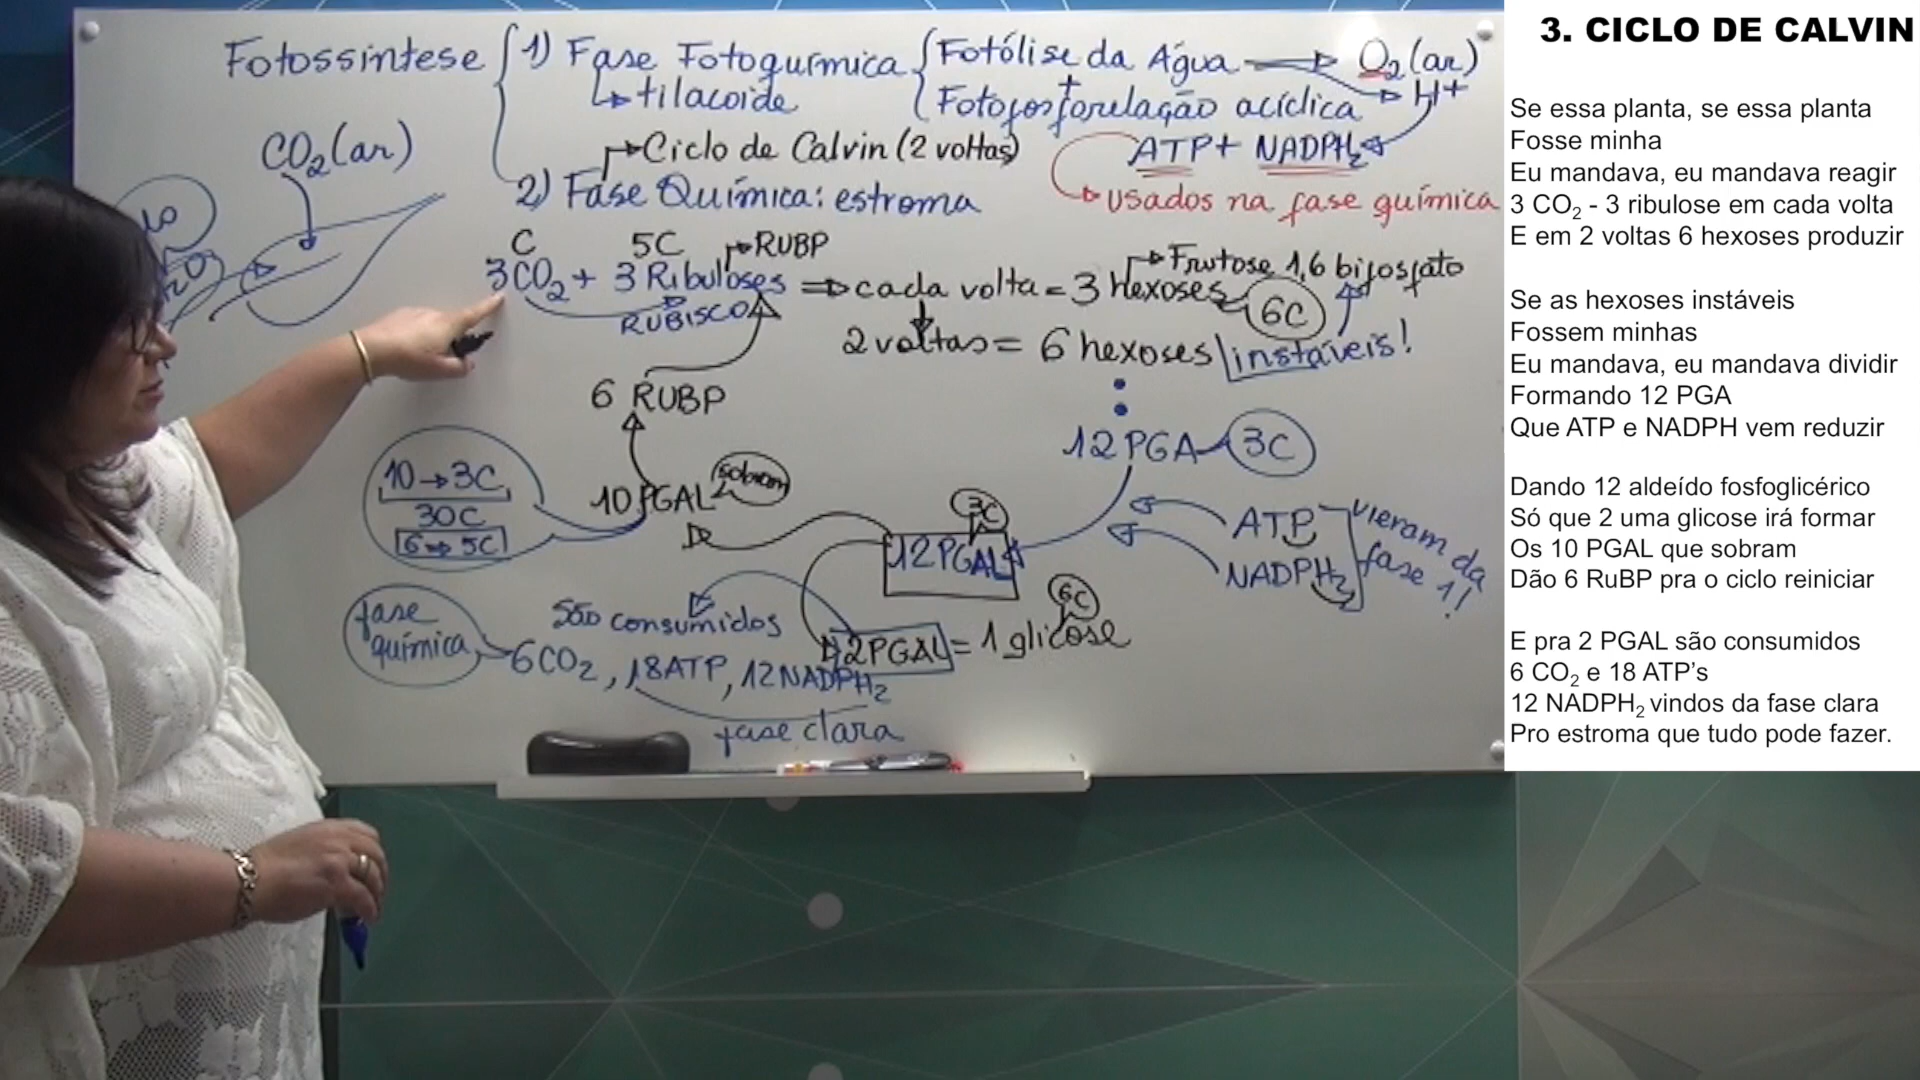 Fotossíntese
1) Fase Fotoquímica
tilacoide
Fotólise da Água
O2(ar)
+
H+
Fotofosforilação acíclica
ATP + NADPH2
usados na fase química
Ciclo de Calvin (2 voltas)
2) Fase Química: estroma
CO2(ar)
C
5C
RUBP
3CO2 + 3 Ribuloses
cada volta = 3 hexoses
Frutose 1,6 bifosfato
RUBISCO
6C
2 voltas = 6 hexoses instáveis!
6 RUBP
12 PGA
3C
10→3C
30C
6→5C
10 PGAL
sobram
3C
12 PGAL
ATP
NADPH2
vieram da
fase 1!
fase
química
São consumidos
6CO2, 18ATP, 12NADPH2
fase clara
2PGAL = 1 glicose
6C
3. CICLO DE CALVIN
Se essa planta, se essa planta
Fosse minha
Eu mandava, eu mandava reagir
3 CO2 - 3 ribulose em cada volta
E em 2 voltas 6 hexoses produzir
Se as hexoses instáveis
Fossem minhas
Eu mandava, eu mandava dividir
Formando 12 PGA
Que ATP e NADPH vem reduzir
Dando 12 aldeído fosfoglicérico
Só que 2 uma glicose irá formar
Os 10 PGAL que sobram
Dão 6 RuBP pra o ciclo reiniciar
E pra 2 PGAL são consumidos
6 CO2 e 18 ATP's
12 NADPH2 vindos da fase clara
Pro estroma que tudo pode fazer.